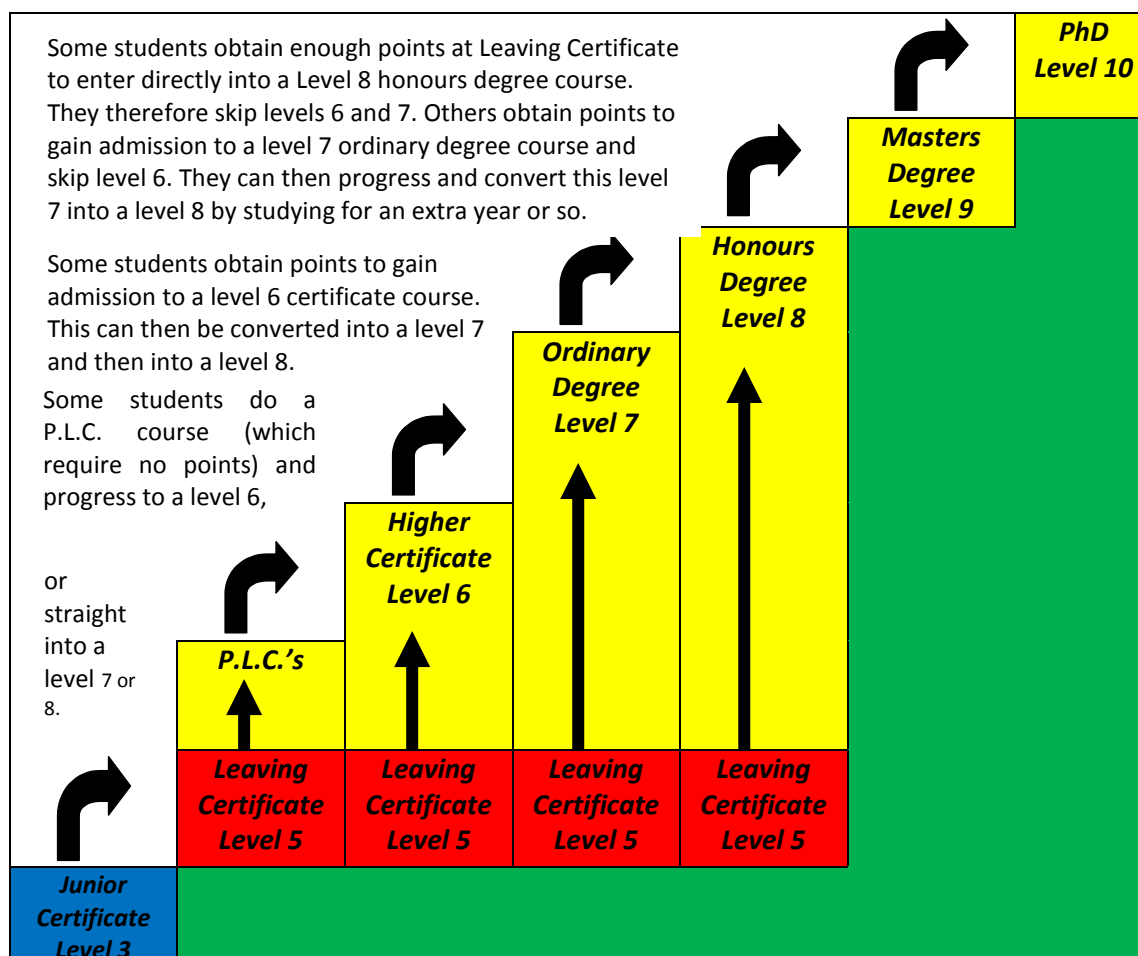 Some students obtain enough points at Leaving Certificate
to enter directly into a Level 8 honours degree course.
They therefore skip levels 6 and 7. Others obtain points to
gain admission to a level 7 ordinary degree course and
skip level 6. They can then progress and convert this level
7 into a level 8 by studying for an extra year or so.
Some students obtain points to gain
admission to a level 6 certificate course.
This can then be converted into a level 7
and then into a level 8.
Some students do a
P.L.C. course (which
require no points) and
progress to a level 6,
or
straight
into a
level 7 or
8.
PhD
Level 10
Masters
Degree
Level 9
Honours
Degree
Level 8
Ordinary
Degree
Level 7
Higher
Certificate
Level 6
P.L.C.'s
Leaving
Certificate
Level 5
Leaving
Certificate
Level 5
Leaving
Certificate
Level 5
Leaving
Certificate
Level 5
Junior
Certificate
Level 3